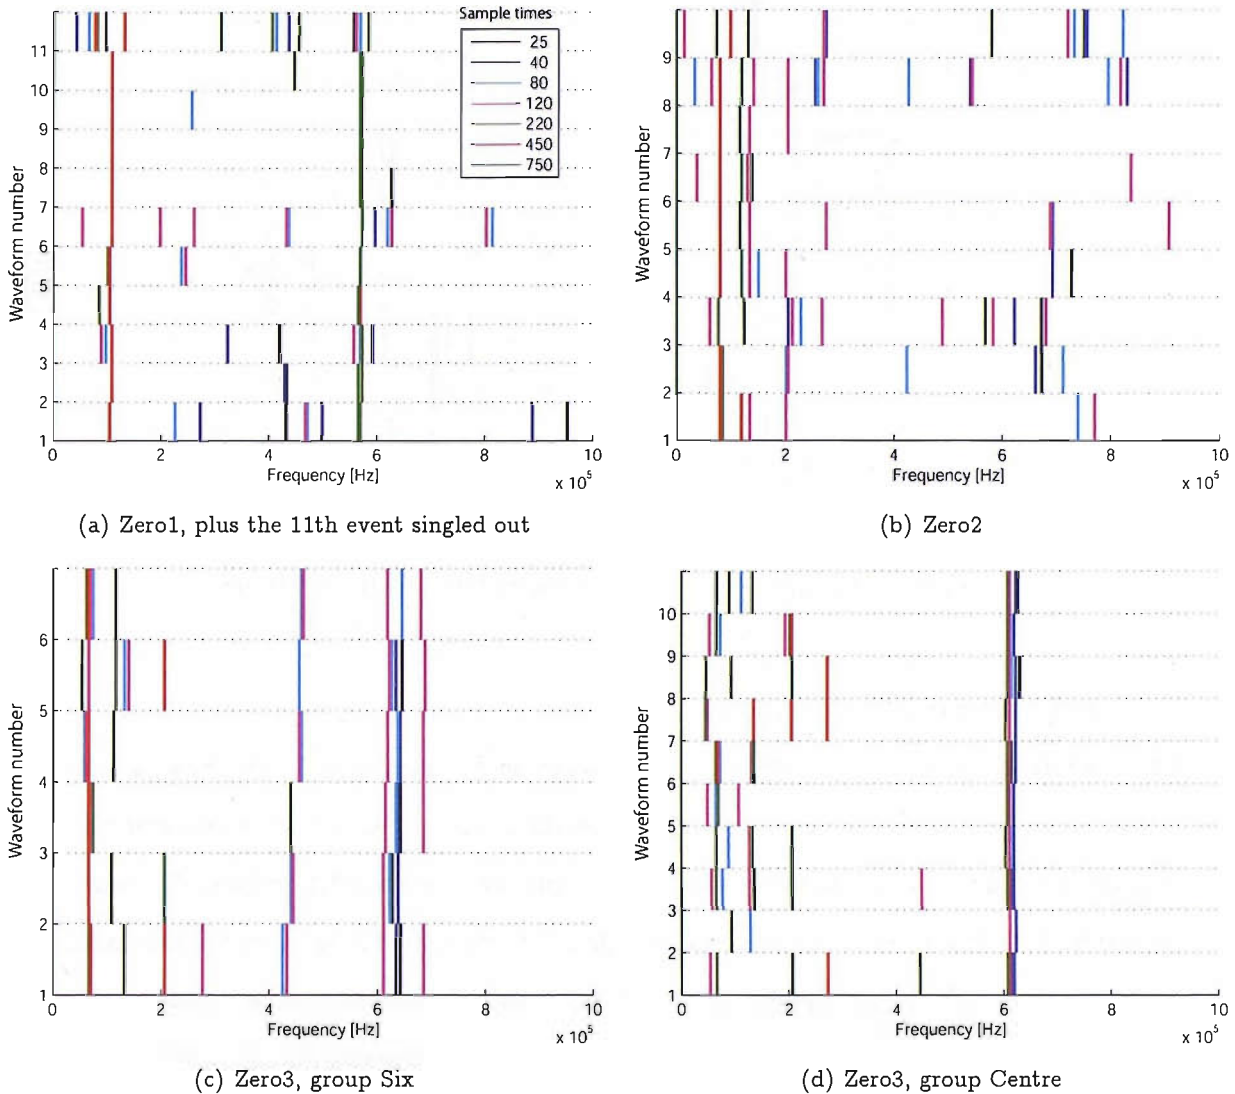 Sample times
25
40
80
120
220
450
750
11
10
9
8
7
6
5
4
3
2
1
Waveform number
0 2 4 6 8 10
Frequency [Hz]
x 10^5
(a) Zero1, plus the 11th event singled out
9
8
7
6
5
4
3
2
1
Waveform number
0 2 4 6 8 10
Frequency [Hz]
x 10^5
(b) Zero2
6
5
4
3
2
1
Waveform number
0 2 4 6 8 10
Frequency [Hz]
x 10^5
(c) Zero3, group Six
10
9
8
7
6
5
4
3
2
1
Waveform number
0 2 4 6 8 10
Frequency [Hz]
x 10^5
(d) Zero3, group Centre